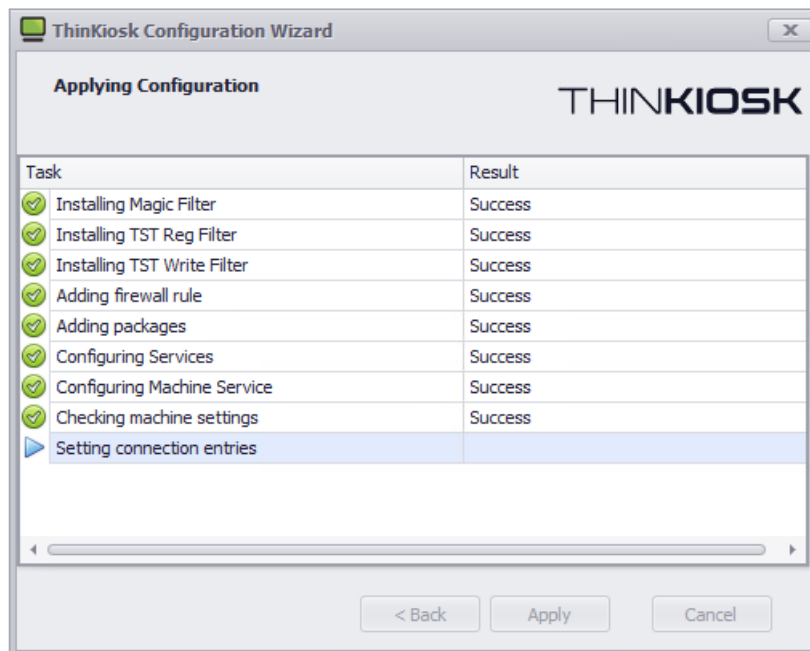 ThinKiosk Configuration Wizard
Applying Configuration
THINKIOSK
Task Result
Installing Magic Filter Success
Installing TST Reg Filter Success
Installing TST Write Filter Success
Adding firewall rule Success
Adding packages Success
Configuring Services Success
Configuring Machine Service Success
Checking machine settings Success
Setting connection entries
< Back Apply Cancel